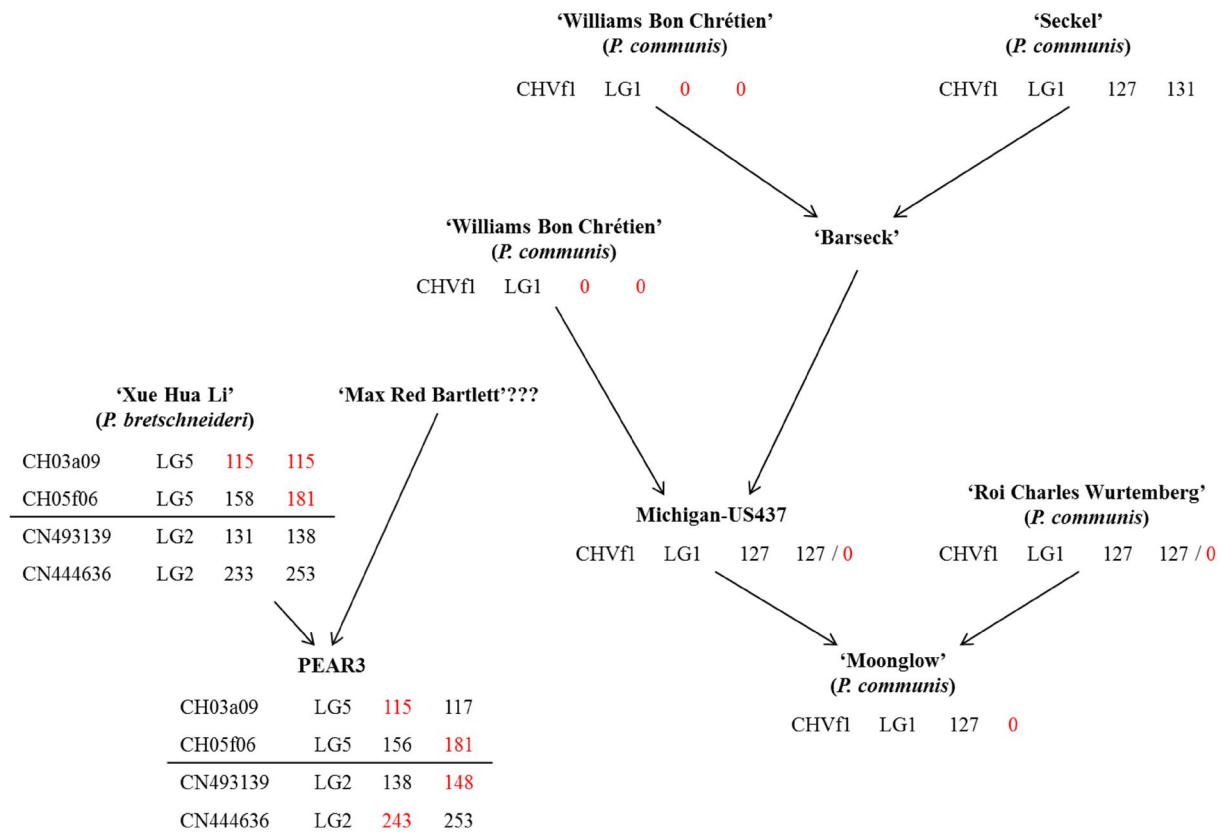 ‘Williams Bon Chrétien’
(P. communis)
CHVf1 LG1 0 0
‘Seckel’
(P. communis)
CHVf1 LG1 127 131
‘Williams Bon Chrétien’
(P. communis)
CHVf1 LG1 0 0
‘Barseck’
‘Xue Hua Li’
(P. bretschneideri)
CH03a09 LG5 115 115
CH05f06 LG5 158 181
CN493139 LG2 131 138
CN444636 LG2 233 253
‘Max Red Bartlett’???
Michigan-US437
CHVf1 LG1 127 127 / 0
‘Roi Charles Wurtemberg’
(P. communis)
CHVf1 LG1 127 127 / 0
PEAR3
CH03a09 LG5 115 117
CH05f06 LG5 156 181
CN493139 LG2 138 148
CN444636 LG2 243 253
‘Moonglow’
(P. communis)
CHVf1 LG1 127 0